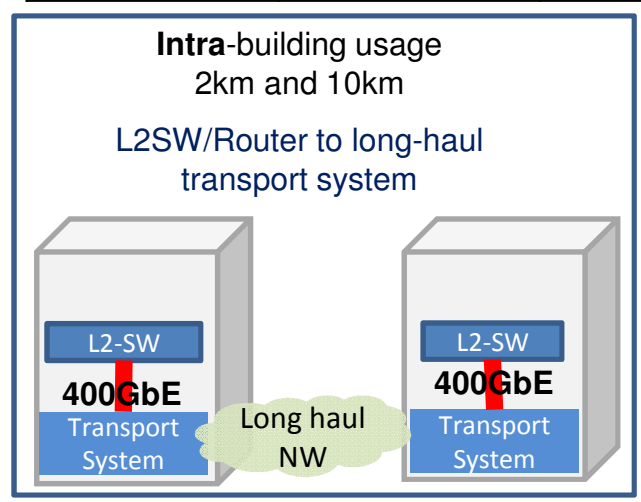 Intra-building usage
2km and 10km
L2SW/Router to long-haul
transport system
L2-SW
400GbE
Transport
System
Long haul
NW
L2-SW
400GbE
Transport
System